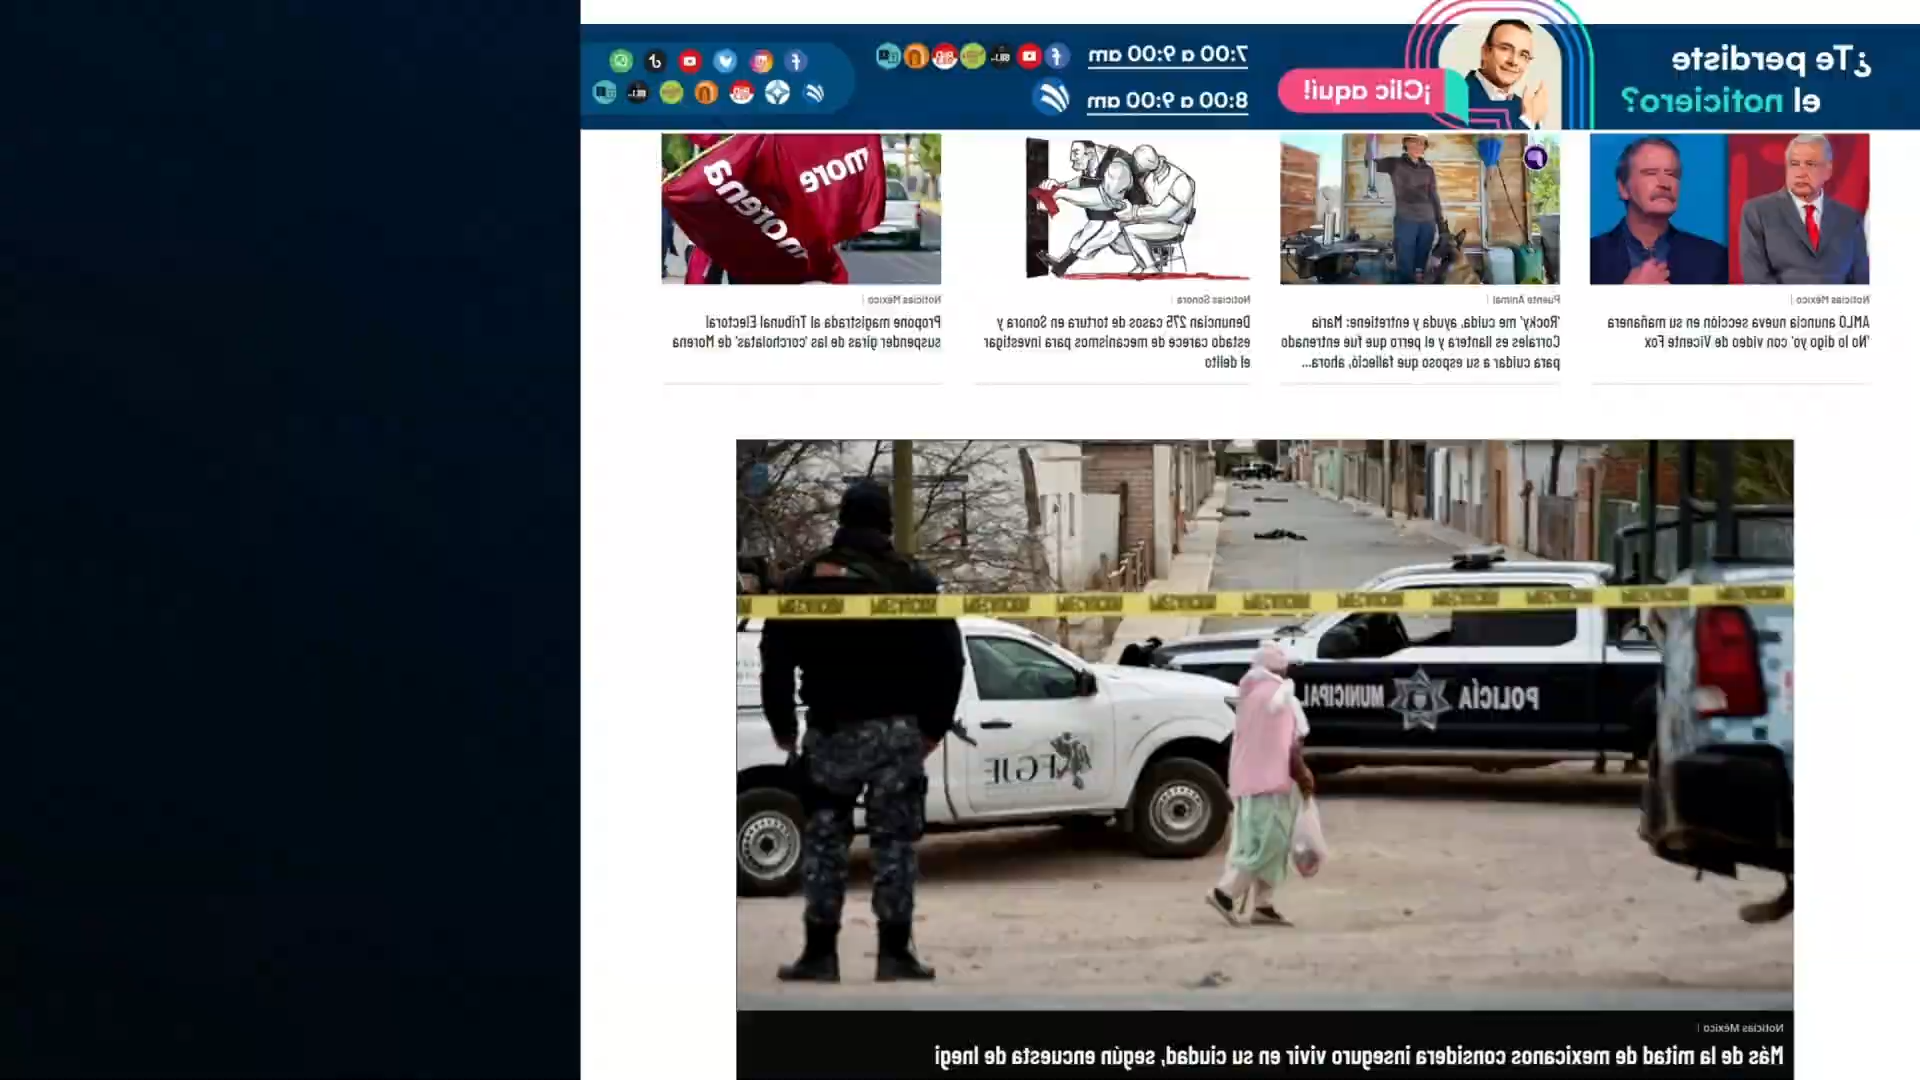 ¿Te perdiste
el noticiero?
¡Clic aquí!
7:00 a 9:00 am
8:00 a 9:00 am
Noticias México |
AMLO anuncia nueva sección en su mañanera
'No lo digo yo' con video de Vicente Fox
Puente Animal |
'Rocky' me cuida, ayuda y entretiene: María
Corrales es llantera y el perro que fue entrenado
para cuidar a su esposo que falleció, ahora...
Noticias Sonora |
Denuncian 275 casos de tortura en Sonora y
estado carece de mecanismos para investigar
el delito
more
morena
mor
Noticias México |
Propone magistrada al Tribunal Electoral
suspender giras de las 'corcholatas' de Morena
POLICÍA MUNICIPAL
FGJE
Noticias México |
Más de la mitad de mexicanos considera inseguro vivir en su ciudad, según encuesta de Inegi